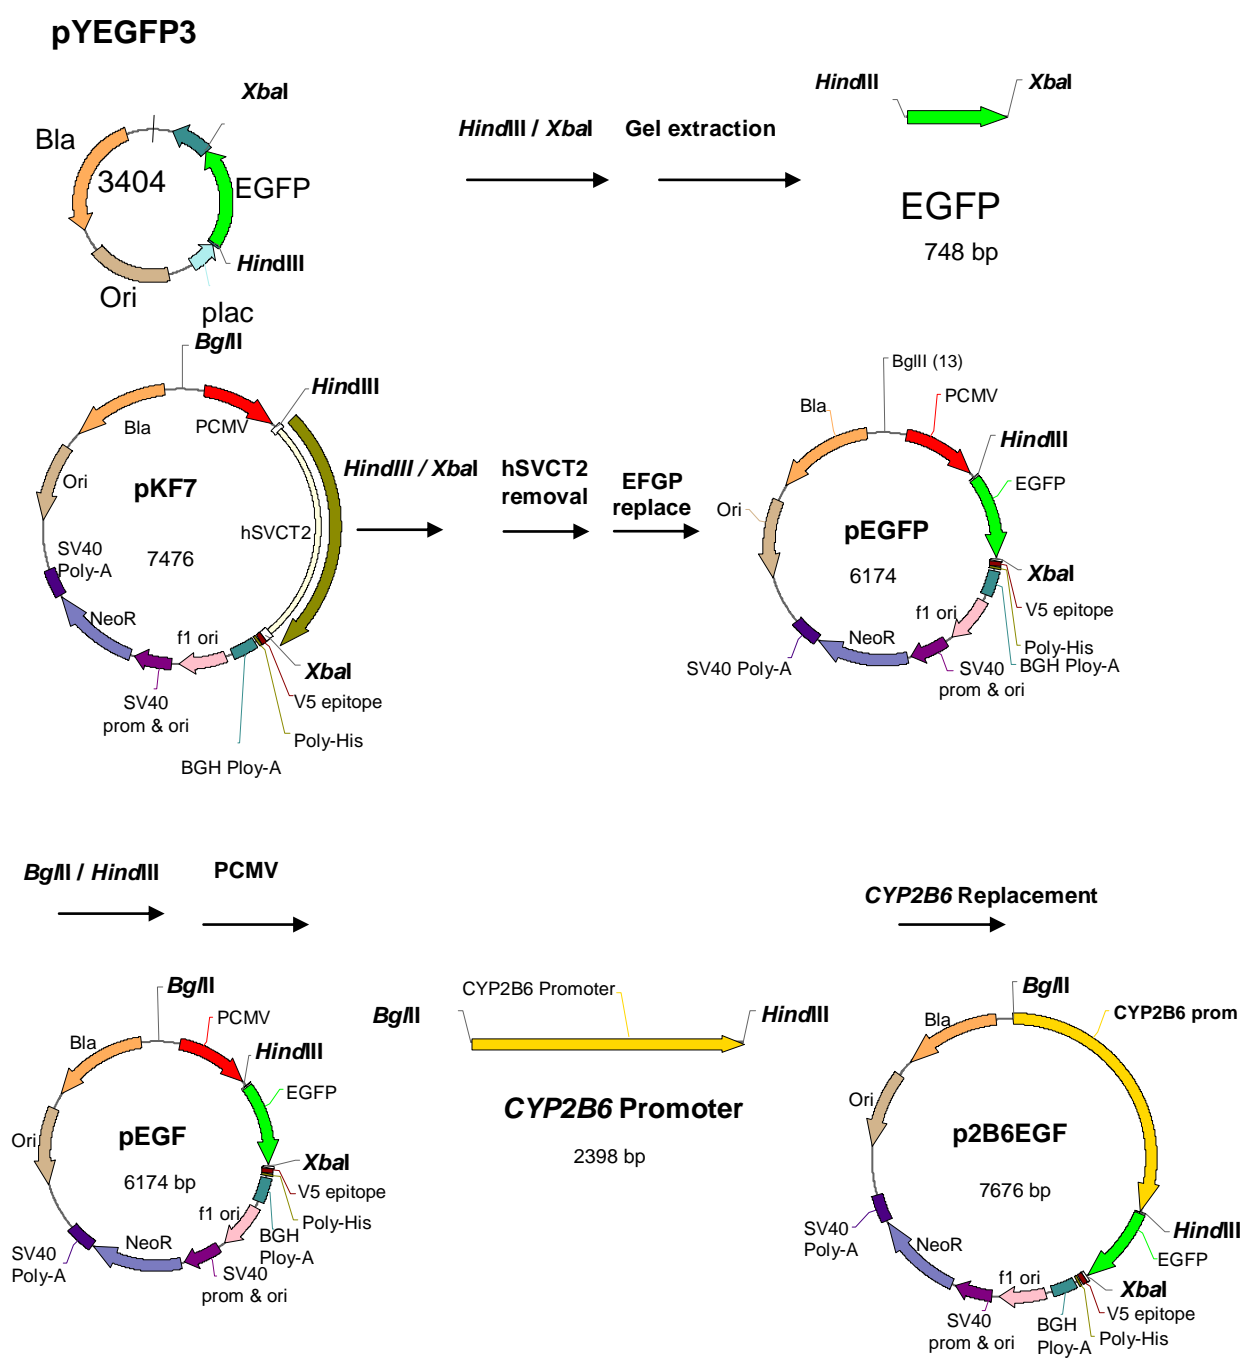 pYEGFP3
XbaI
Bla
3404
EGFP
HindIII
Ori
plac
HindIII / XbaI
Gel extraction
HindIII
XbaI
EGFP
748 bp
BglII
HindIII
PCMV
Bla
Ori
pKF7
7476
hSVCT2
SV40
Poly-A
NeoR
f1 ori
SV40
prom & ori
XbaI
V5 epitope
Poly-His
BGH Ploy-A
HindIII / XbaI
hSVCT2
removal
EFGP
replace
BglII (13)
PCMV
Bla
HindIII
EGFP
Ori
pEGFP
6174
XbaI
V5 epitope
f1 ori
Poly-His
NeoR
BGH Ploy-A
SV40 Poly-A
SV40
prom & ori
BglII / HindIII
PCMV
CYP2B6 Replacement
BglII
PCMV
Bla
HindIII
EGFP
Ori
pEGF
6174 bp
XbaI
V5 epitope
f1 ori
Poly-His
BGH
Ploy-A
NeoR
SV40
Poly-A
SV40
prom & ori
CYP2B6 Promoter
BglII
HindIII
CYP2B6 Promoter
2398 bp
BglII
CYP2B6 prom
Bla
Ori
p2B6EGF
7676 bp
SV40
Poly-A
HindIII
NeoR
EGFP
f1 ori
XbaI
V5 epitope
SV40
prom & ori
BGH
Ploy-A
Poly-His